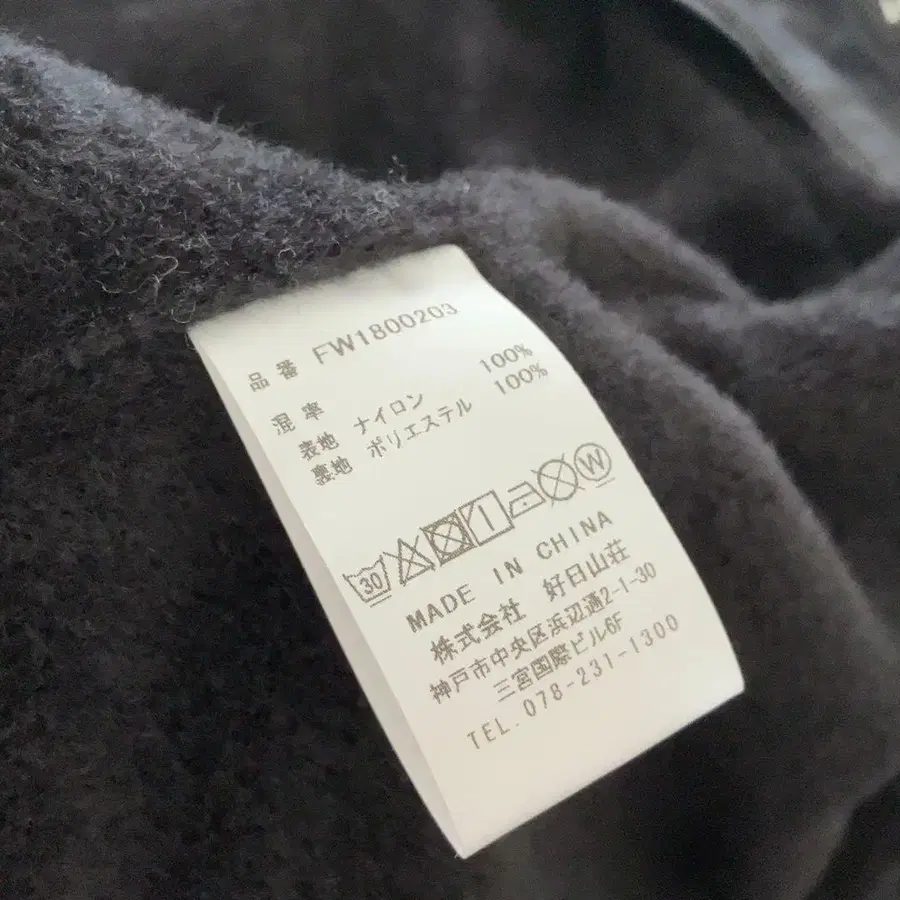 品番 FW1800203
混率
表地 ナイロン 100%
裏地 ポリエステル 100%
30 W
MADE IN CHINA
株式会社 好日山荘
神戸市中央区浜辺通2-1-30
三宮国際ビル6F
TEL.078-231-1300